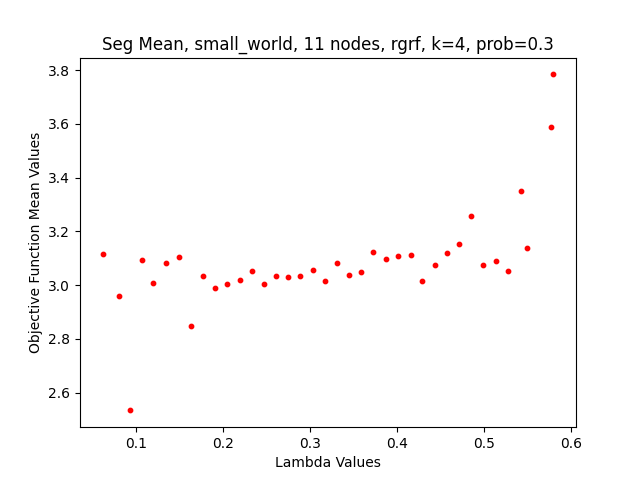 Seg Mean, small_world, 11 nodes, rgrf, k=4, prob=0.3
3.8
3.6
3.4
3.2
3.0
2.8
2.6
Objective Function Mean Values
0.1 0.2 0.3 0.4 0.5 0.6
Lambda Values